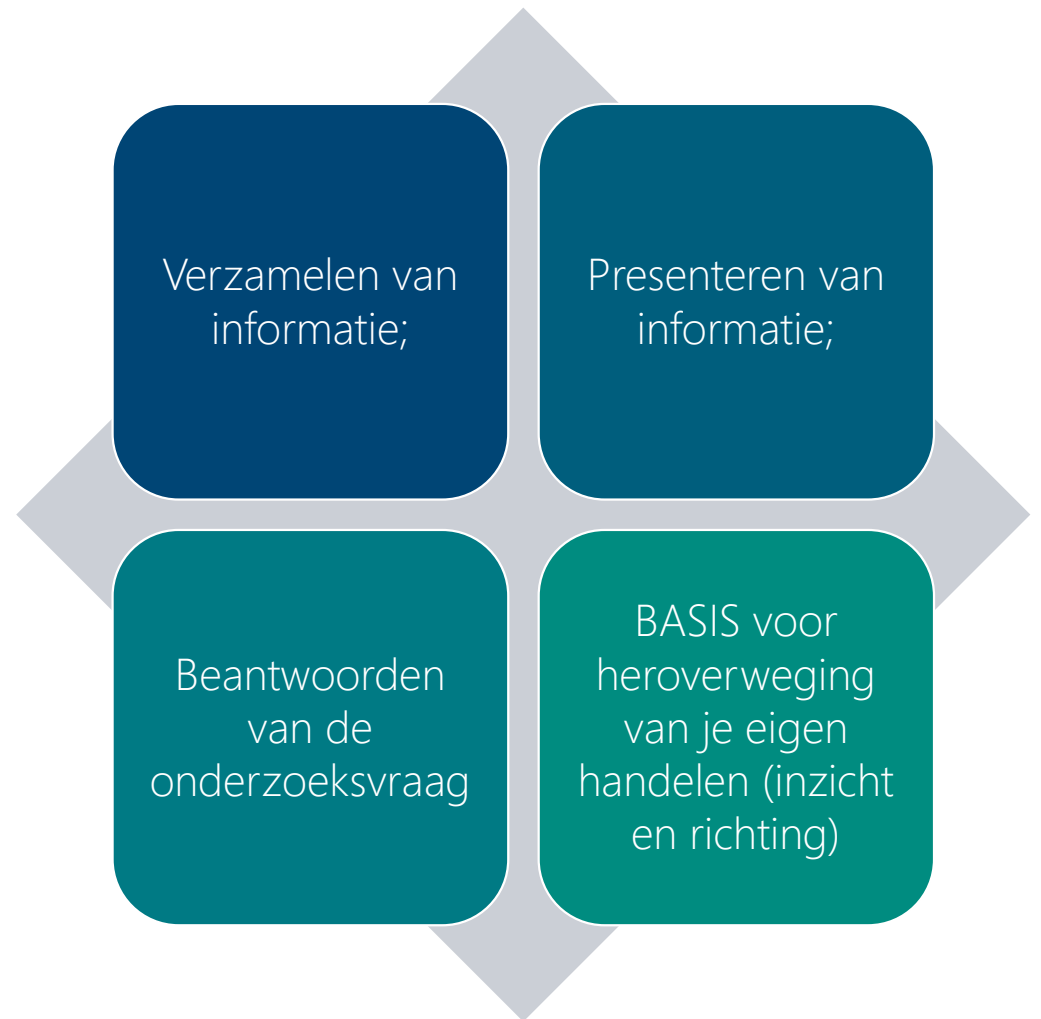 Verzamelen van
informatie;
Presenteren van
informatie;
Beantwoorden
van de
onderzoeksvraag
BASIS voor
heroverweging
van je eigen
handelen (inzicht
en richting)